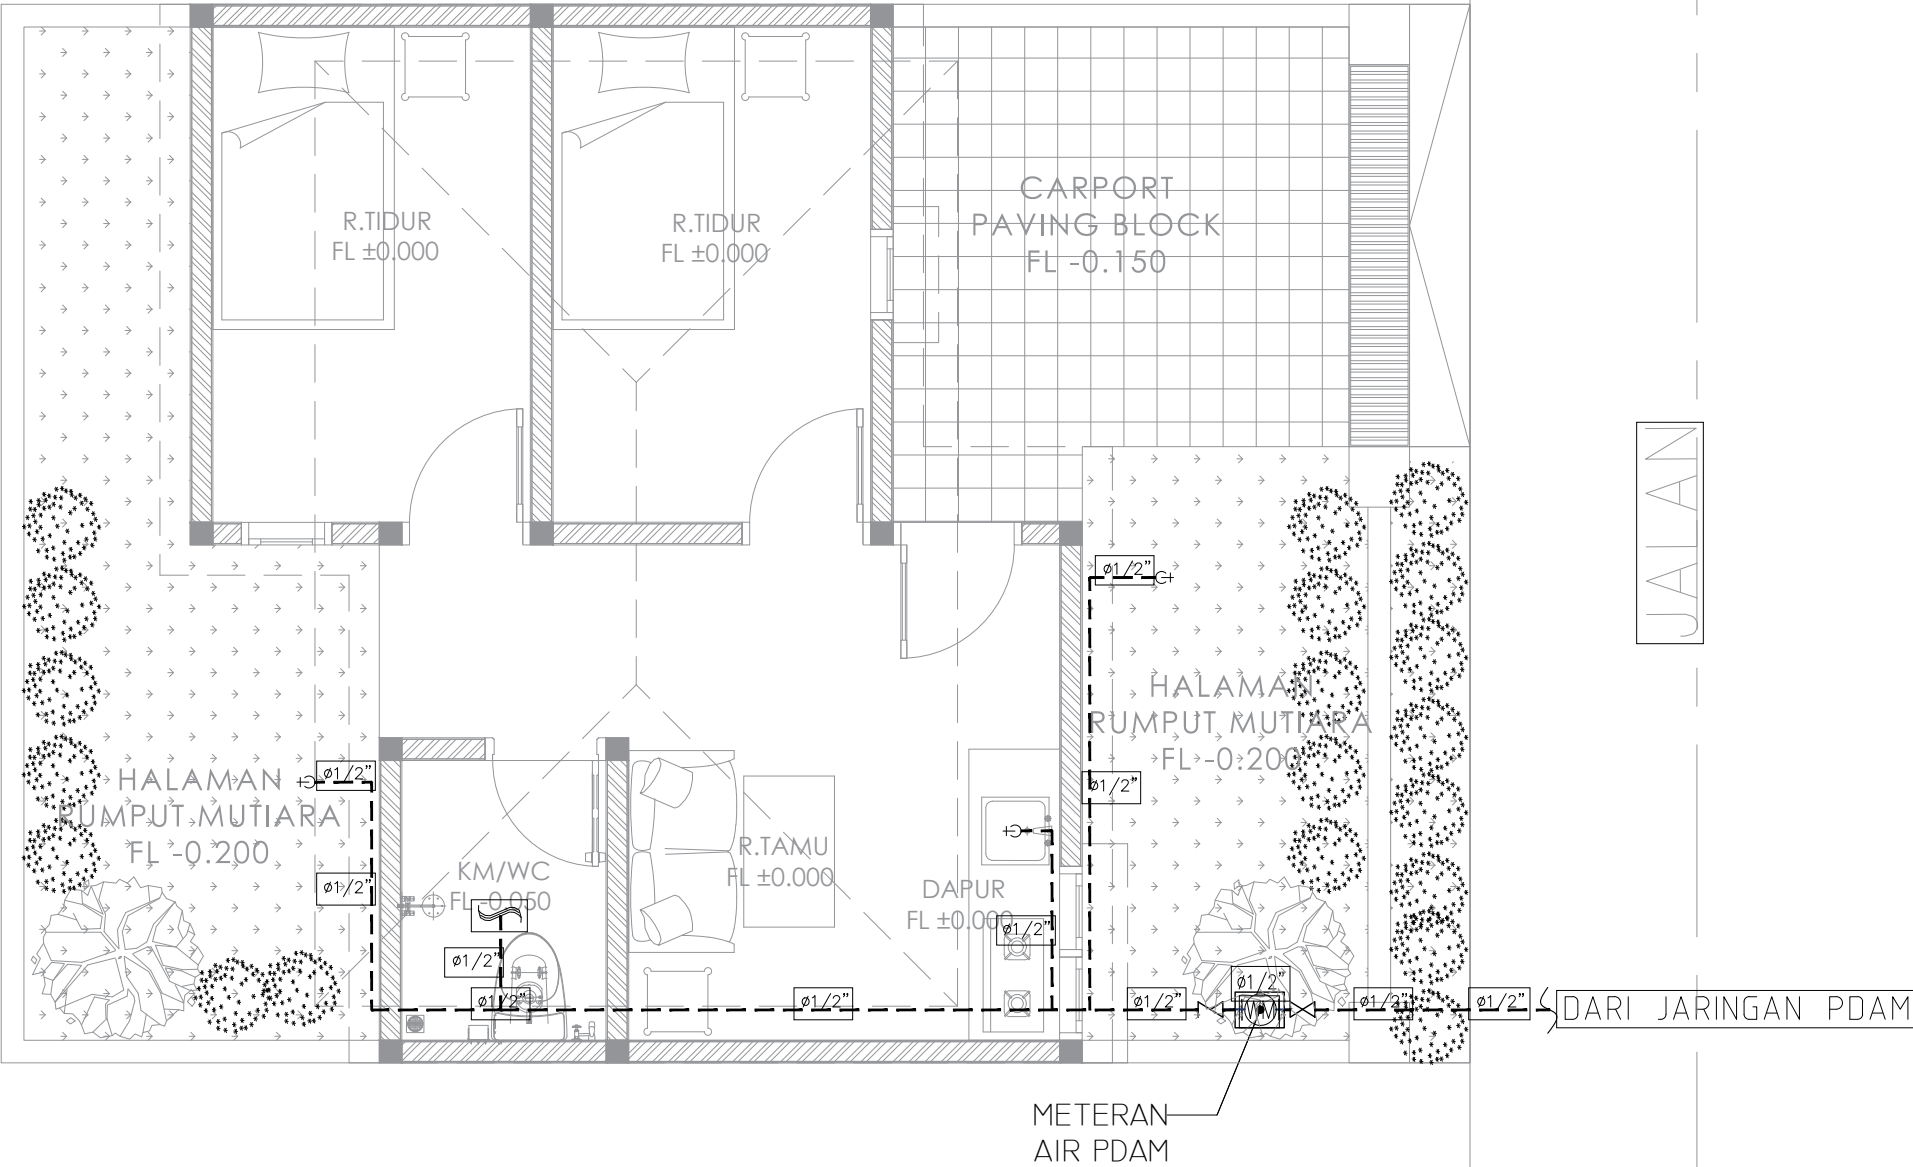 R.TIDUR
FL ±0.000
R.TIDUR
FL ±0.000
CARPORT
PAVING BLOCK
FL -0.150
JALAN
ø1/2"
HALAMAN
RUMPUT MUTIARA
FL -0.200
ø1/2"
ø1/2"
HALAMAN
RUMPUT MUTIARA
FL -0.200
ø1/2"
KM/WC
FL -0.050
ø1/2"
ø1/2"
R.TAMU
FL ±0.000
DAPUR
FL ±0.000
ø1/2"
ø1/2"
ø1/2"
ø1/2"
WM
ø1/2"
ø1/2"
DARI JARINGAN PDAM
METERAN
AIR PDAM